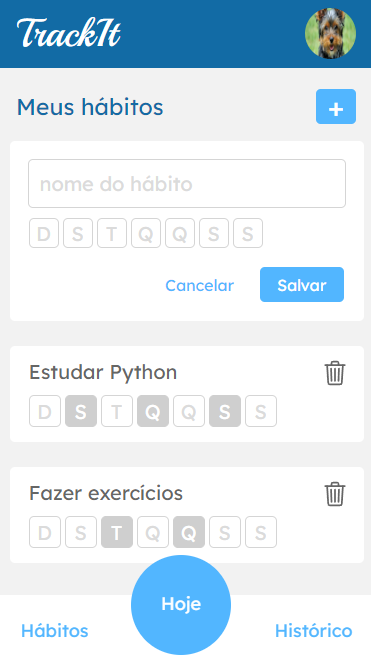 TrackIt
Meus hábitos +
nome do hábito
D S T Q Q S S
Cancelar Salvar
Estudar Python
D S T Q Q S S
Fazer exercícios
D S T Q Q S S
Hoje
Hábitos Histórico